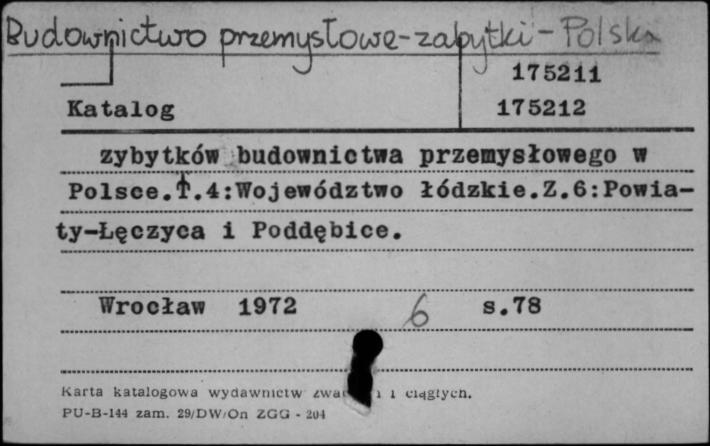 Budownictwo przemysłowe-zabytki-Polska
175211
Katalog 175212
zybytków budownictwa przemysłowego w
Polsce.T.4:Województwo łódzkie.Z.6:Powia-
ty-Łęczyca i Poddębice.
Wrocław 1972 6 s.78
Karta katalogowa wydawnictw i ciągłych.
PU-B-144 zam. 29/DW/On ZGG - 204